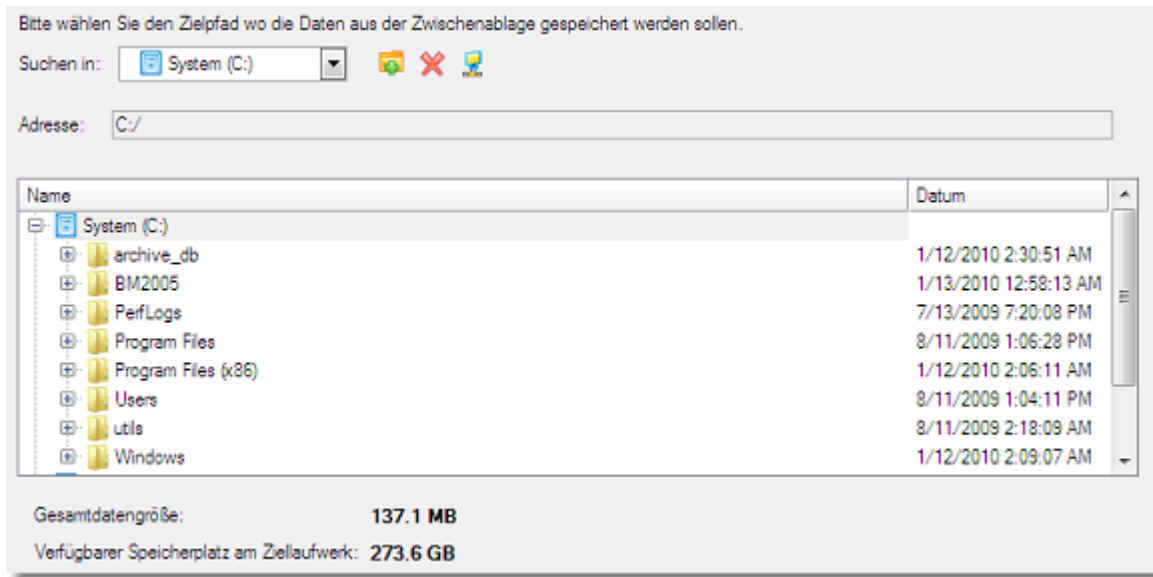 Bitte wählen Sie den Zielpfad wo die Daten aus der Zwischenablage gespeichert werden sollen.
Suchen in: System (C:)
Adresse: C:/
Name Datum
System (C:)
archive_db 1/12/2010 2:30:51 AM
BM2005 1/13/2010 12:58:13 AM
PerfLogs 7/13/2009 7:20:08 PM
Program Files 8/11/2009 1:06:28 PM
Program Files (x86) 1/12/2010 2:06:11 AM
Users 8/11/2009 1:04:11 PM
utils 8/11/2009 2:18:09 AM
Windows 1/12/2010 2:09:07 AM
Gesamtdatengröße: 137.1 MB
Verfügbarer Speicherplatz am Ziellaufwerk: 273.6 GB